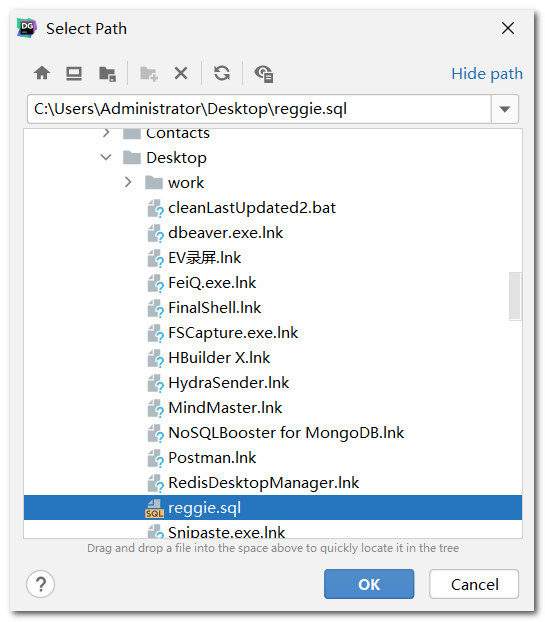 DG
Select Path
Hide path
C:\Users\Administrator\Desktop\reggie.sql
Contacts
Desktop
work
cleanLastUpdated2.bat
dbeaver.exe.lnk
EV录屏.lnk
FeiQ.exe.lnk
FinalShell.lnk
FSCapture.exe.lnk
HBuilder X.lnk
HydraSender.lnk
MindMaster.lnk
NoSQLBooster for MongoDB.lnk
Postman.lnk
RedisDesktopManager.lnk
SQL reggie.sql
Snipaste.exe.lnk
Drag and drop a file into the space above to quickly locate it in the tree
? OK Cancel